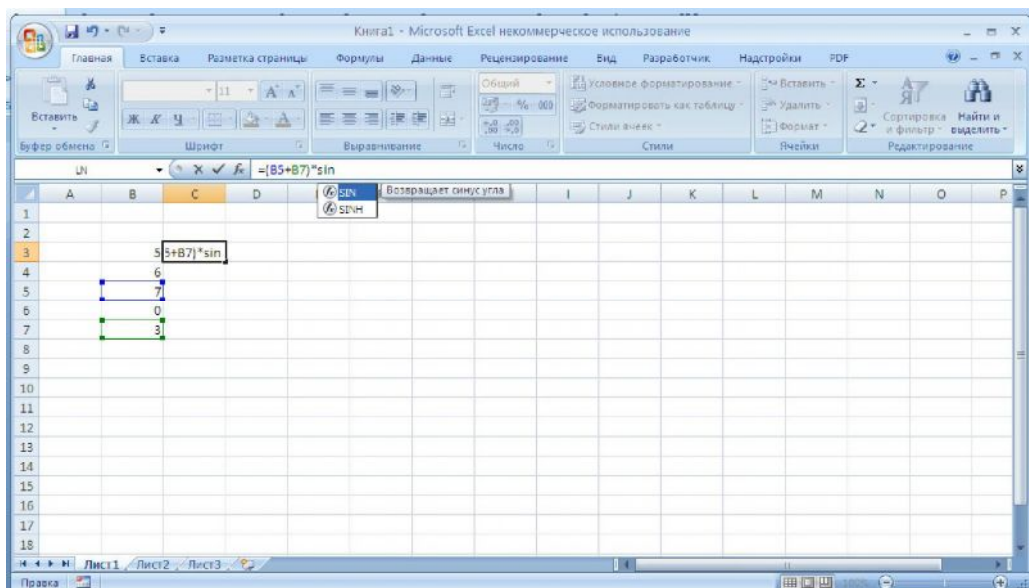 Книга1 - Microsoft Excel некоммерческое использование
Главная Вставка Разметка страницы Формулы Данные Рецензирование Вид Разработчик Надстройки PDF
11 Общий Условное форматирование Вставить Σ
Вставить % 000 Форматировать как таблицу Удалить Сортировка и фильтр Найти и выделить
Ж К Ч Стили ячеек Формат
Буфер обмена Шрифт Выравнивание Число Стили Ячейки Редактирование
LN =(B5+B7)*sin
SIN Возвращает синус угла
SINH
A B C D I J K L M N O P
1
2
3 5 5+B7)*sin
4 6
5 7
6 0
7 3
8
9
10
11
12
13
14
15
16
17
18
Лист1 Лист2 Лист3
Правка 100%